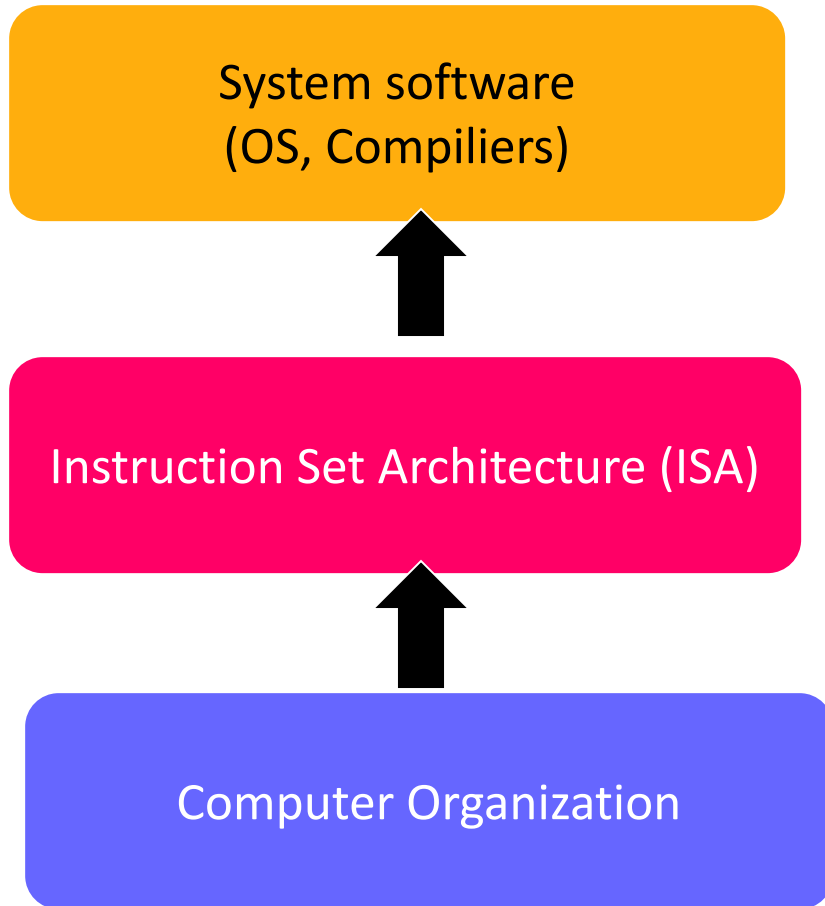 System software
(OS, Compiliers)
Instruction Set Architecture (ISA)
Computer Organization